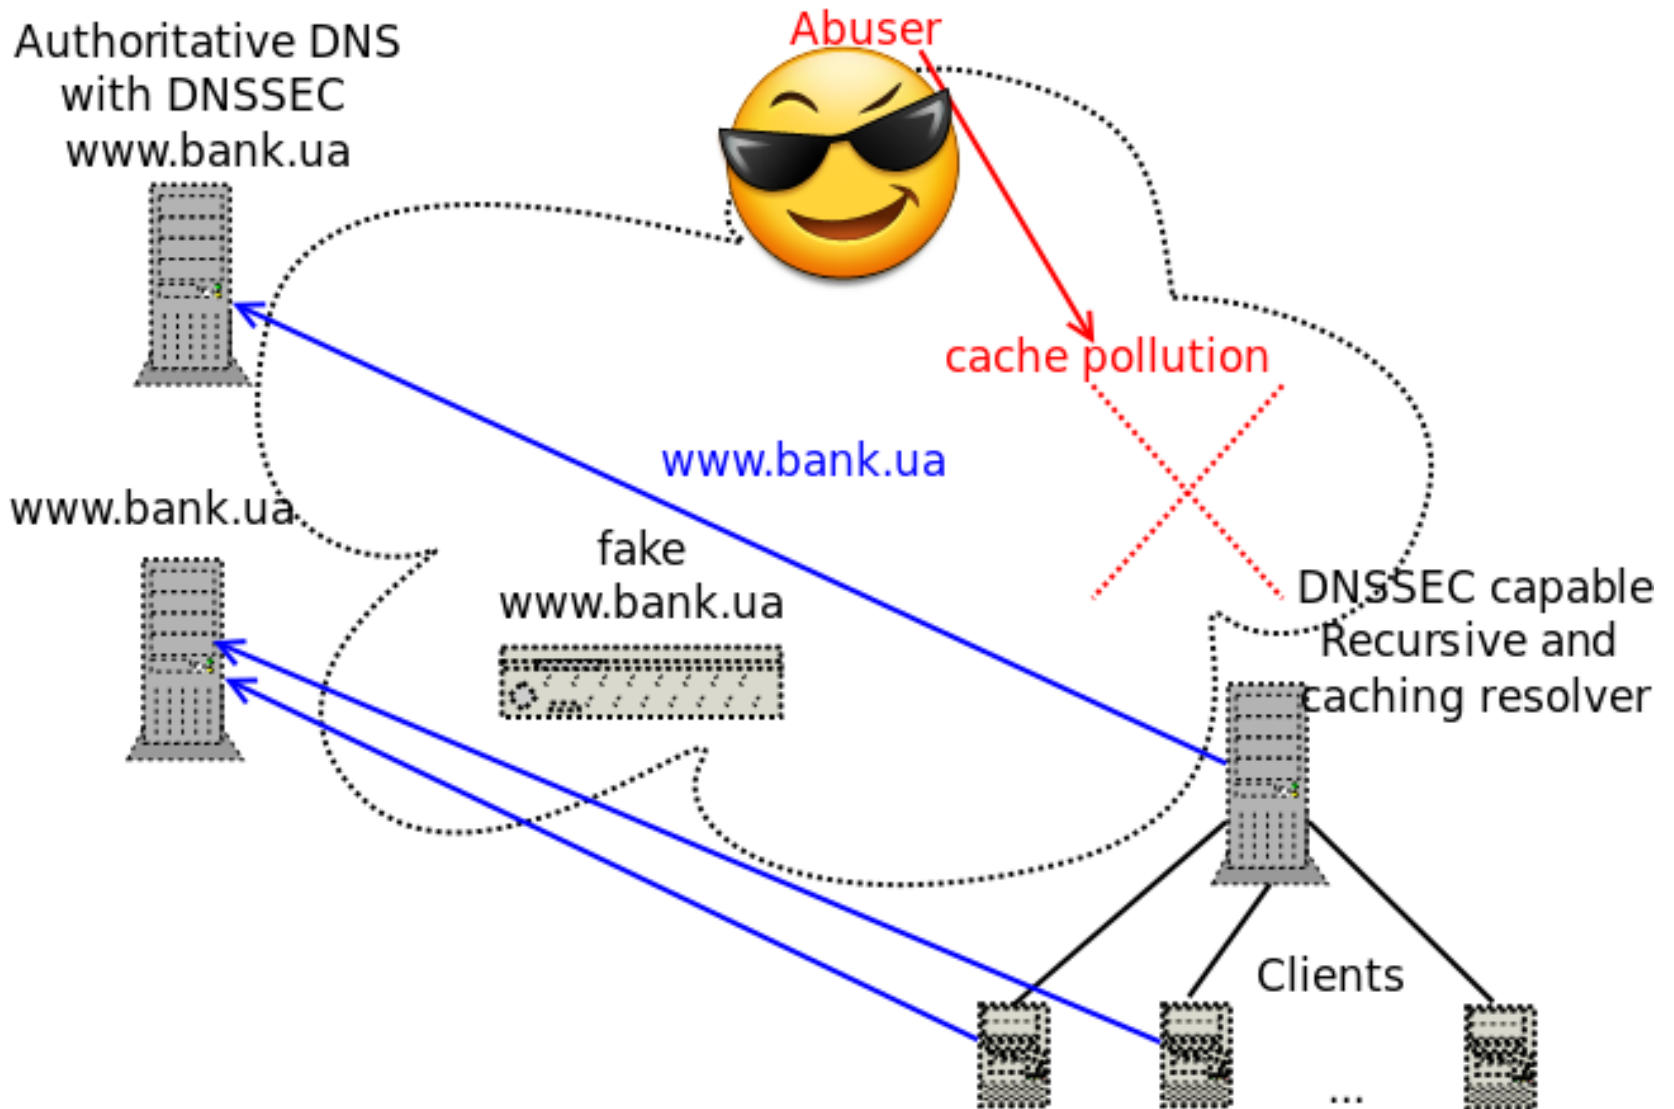 Authoritative DNS
with DNSSEC
www.bank.ua
Abuser
cache pollution
www.bank.ua
www.bank.ua
fake
www.bank.ua
DNSSEC capable
Recursive and
caching resolver
Clients
...